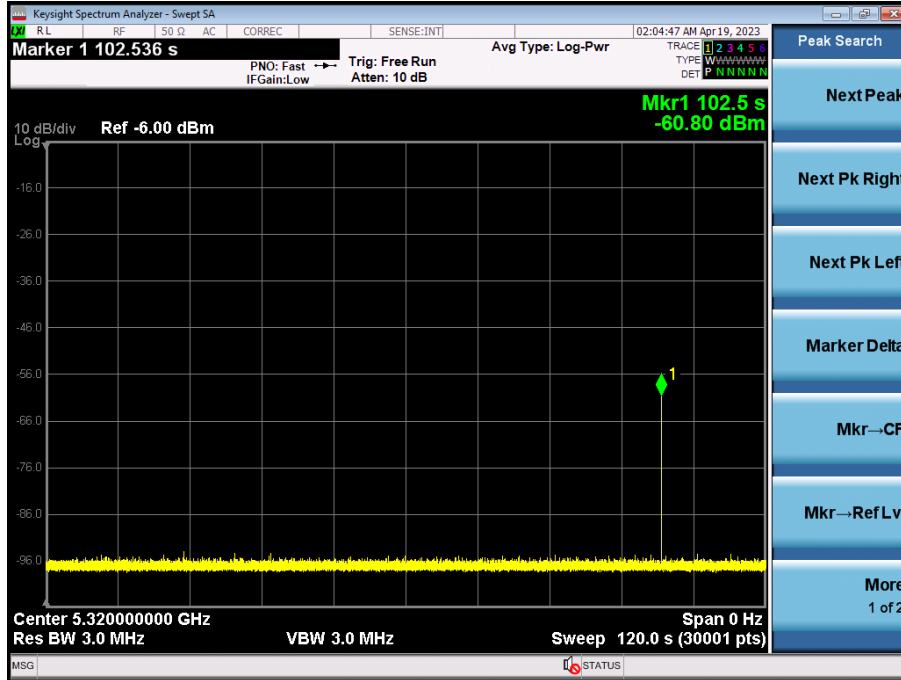 Keysight Spectrum Analyzer - Swept SA
LXI RL RF 50 Ω AC CORREC SENSE:INT 02:04:47 AM Apr 19, 2023
Marker 1 102.536 s
PNO: Fast
IFGain:Low
Trig: Free Run
Atten: 10 dB
Avg Type: Log-Pwr
TRACE 1 2 3 4 5 6
TYPE WWWWWWW
DET P N N N N N
Mkr1 102.5 s
-60.80 dBm
10 dB/div Ref -6.00 dBm
Log
-16.0
-26.0
-36.0
-46.0
-56.0
-66.0
-76.0
-86.0
-96.0
1
Center 5.320000000 GHz
Span 0 Hz
Res BW 3.0 MHz
VBW 3.0 MHz
Sweep 120.0 s (30001 pts)
MSG
STATUS
Peak Search
Next Peak
Next Pk Right
Next Pk Left
Marker Delta
Mkr→CF
Mkr→Ref Lv
More
1 of 2